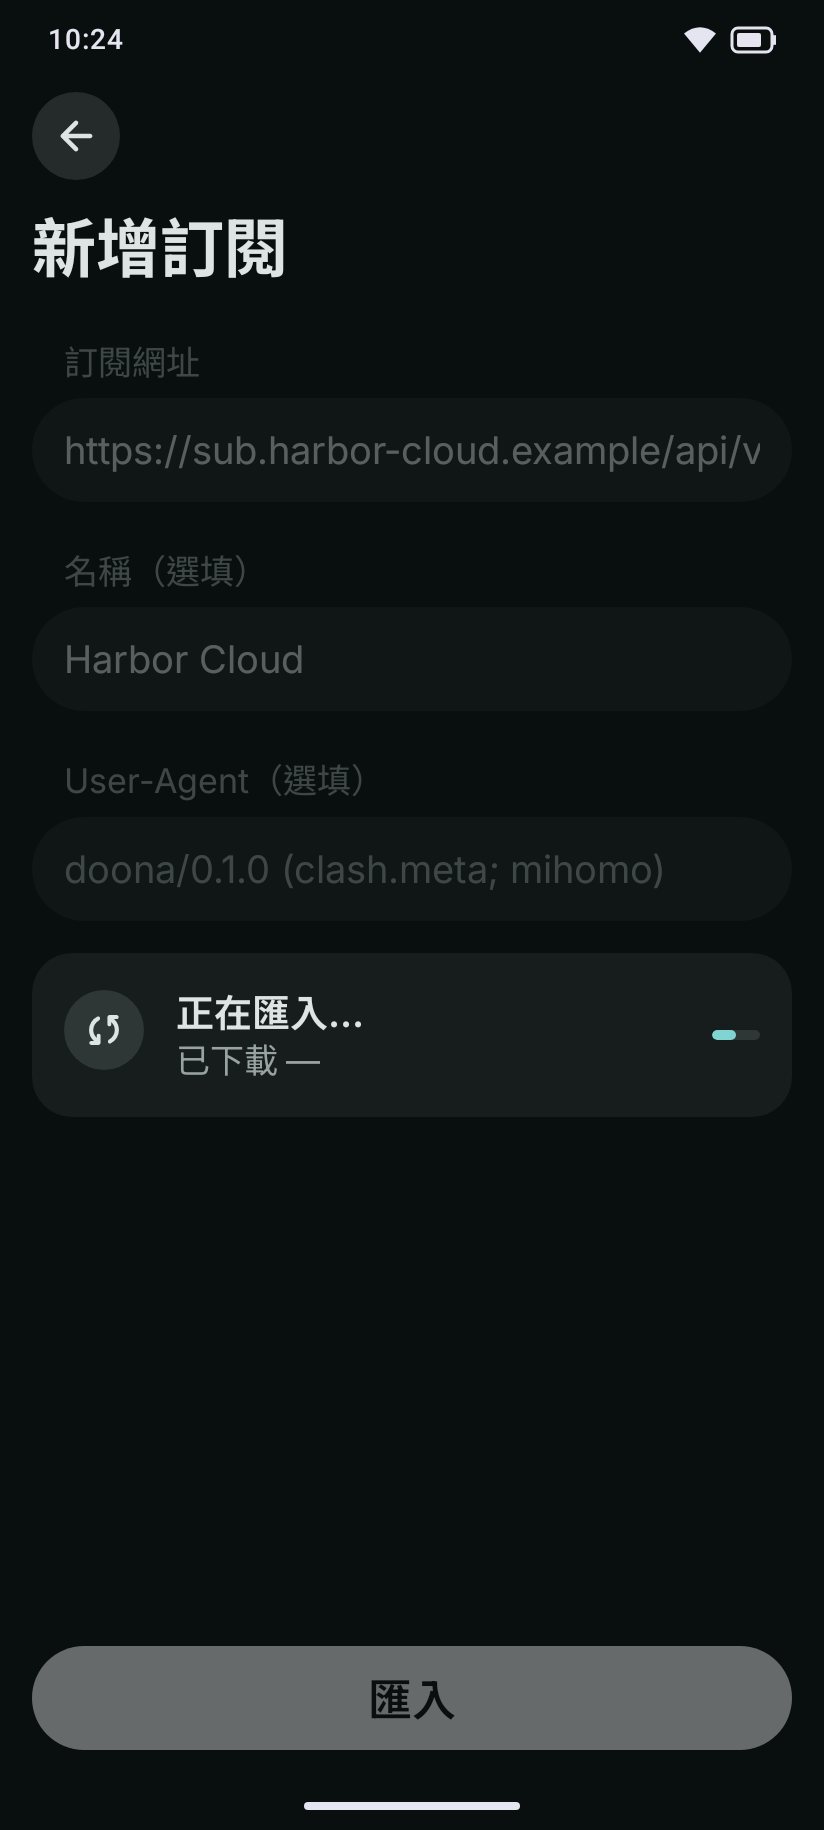 10:24
新增訂閱
訂閱網址
https://sub.harbor-cloud.example/api/v
名稱（選填）
Harbor Cloud
User-Agent（選填）
doona/0.1.0 (clash.meta; mihomo)
正在匯入…
已下載 —
匯入